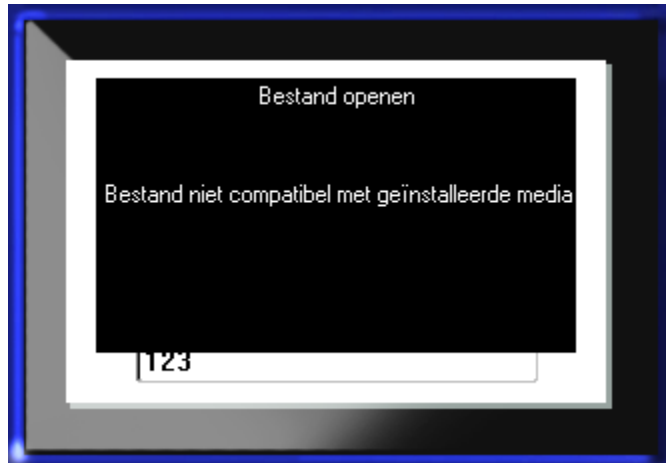 Bestand openen
Bestand niet compatibel met geïnstalleerde media
123